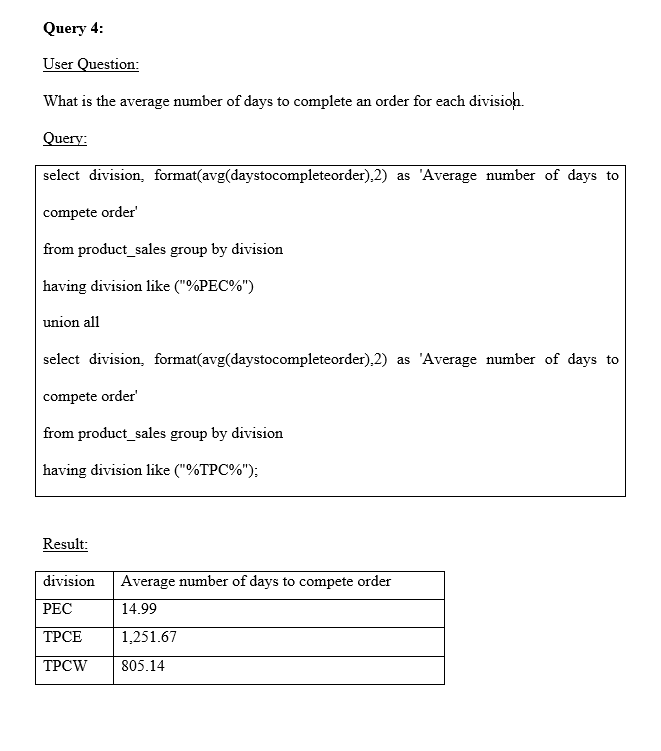 Query 4:
User Question:
What is the average number of days to complete an order for each division.
Query:
select division, format(avg(daystocompleteorder),2) as 'Average number of days to
compete order'
from product_sales group by division
having division like ("%PEC%")
union all
select division, format(avg(daystocompleteorder),2) as 'Average number of days to
compete order'
from product_sales group by division
having division like ("%TPC%");
Result:
division Average number of days to compete order
PEC 14.99
TPCE 1,251.67
TPCW 805.14